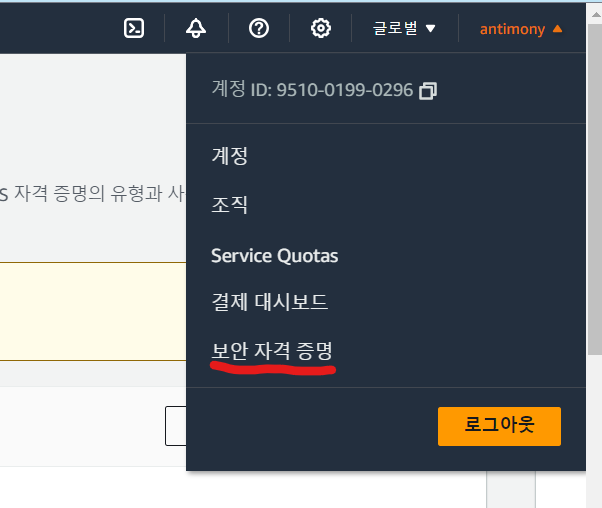 글로벌 ▼
antimony ▲
계정 ID: 9510-0199-0296
계정
S 자격 증명의 유형과 사
조직
Service Quotas
결제 대시보드
보안 자격 증명
로그아웃